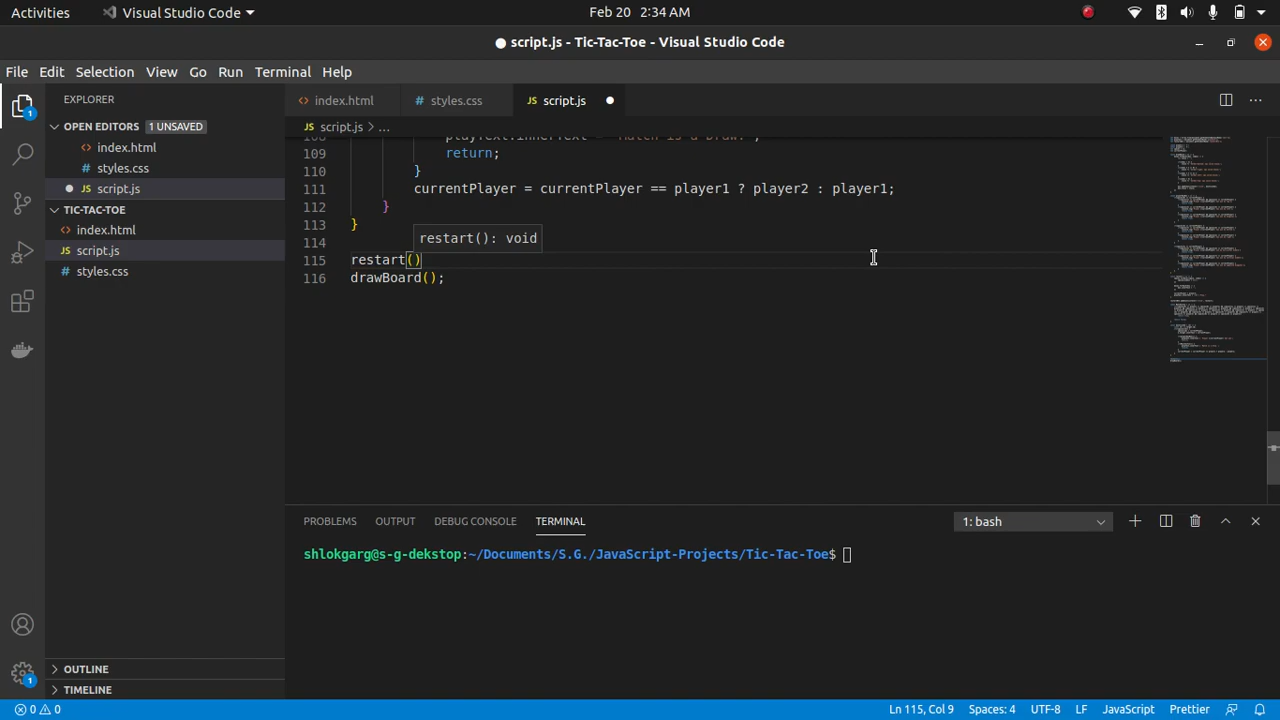 Activities Visual Studio Code Feb 20 2:34 AM
script.js - Tic-Tac-Toe - Visual Studio Code
File Edit Selection View Go Run Terminal Help
EXPLORER
OPEN EDITORS 1 UNSAVED
index.html
styles.css
script.js
TIC-TAC-TOE
index.html
script.js
styles.css
OUTLINE
TIMELINE
index.html styles.css JS script.js
JS script.js > ...
109 return;
110 }
111 currentPlayer = currentPlayer == player1 ? player2 : player1;
112 }
113 }
114
restart(): void
115 restart()
116 drawBoard();
PROBLEMS OUTPUT DEBUG CONSOLE TERMINAL 1: bash
shlokgarg@s-g-dekstop:~/Documents/S.G./JavaScript-Projects/Tic-Tac-Toe$
0 0 Ln 115, Col 9 Spaces: 4 UTF-8 LF JavaScript Prettier